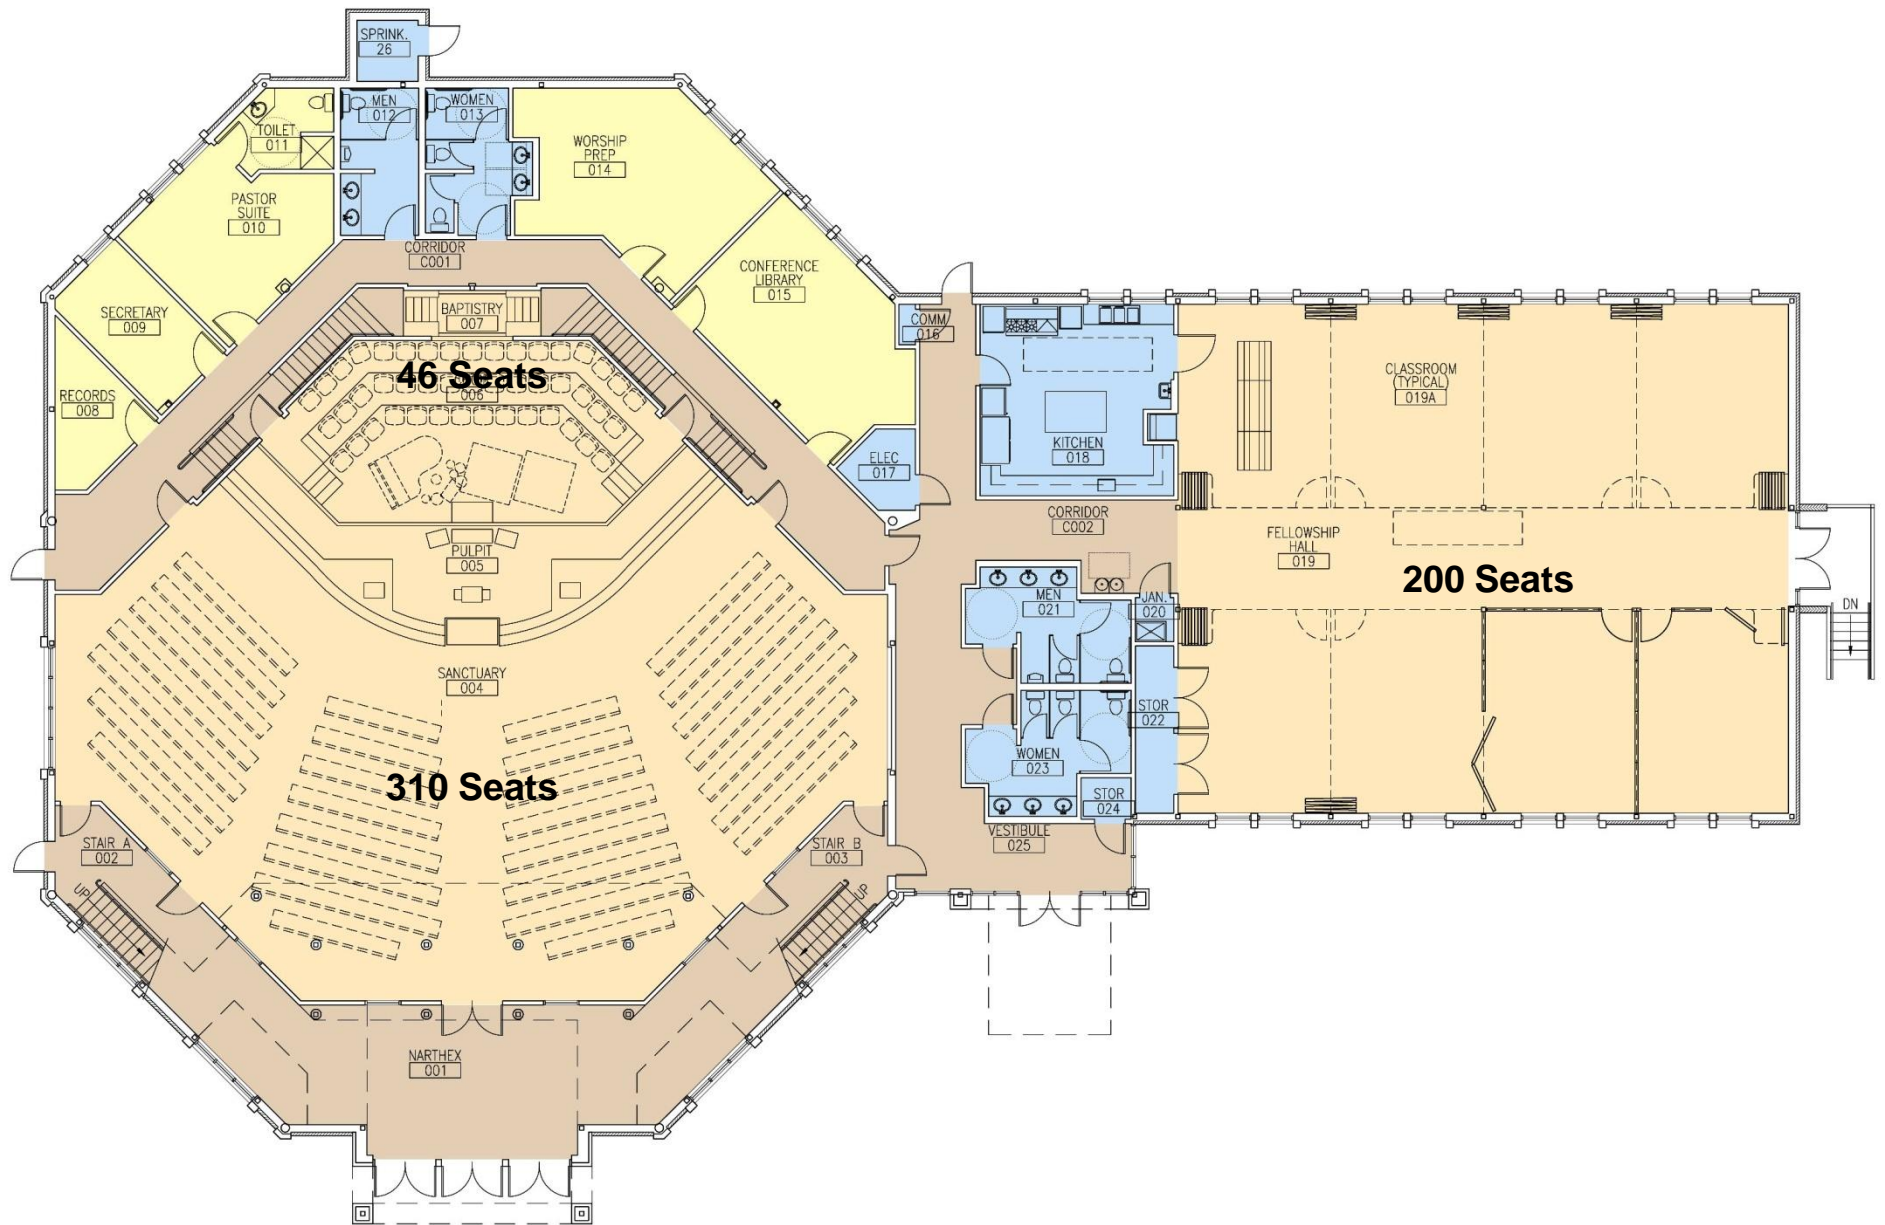 SPRINK.
26
MEN
012
WOMEN
013
TOILET
011
WORSHIP
PREP
014
PASTOR
SUITE
010
CORRIDOR
C001
CONFERENCE
LIBRARY
015
SECRETARY
009
BAPTISTRY
007
COMM
016
RECORDS
008
46 Seats
006
CLASSROOM
(TYPICAL)
019A
KITCHEN
018
ELEC
017
CORRIDOR
C002
PULPIT
005
FELLOWSHIP
HALL
019
200 Seats
MEN
021
JAN.
020
DN
SANCTUARY
004
STOR
022
WOMEN
023
310 Seats
STOR
024
STAIR A
002
STAIR B
003
VESTIBULE
025
UP
UP
NARTHEX
001